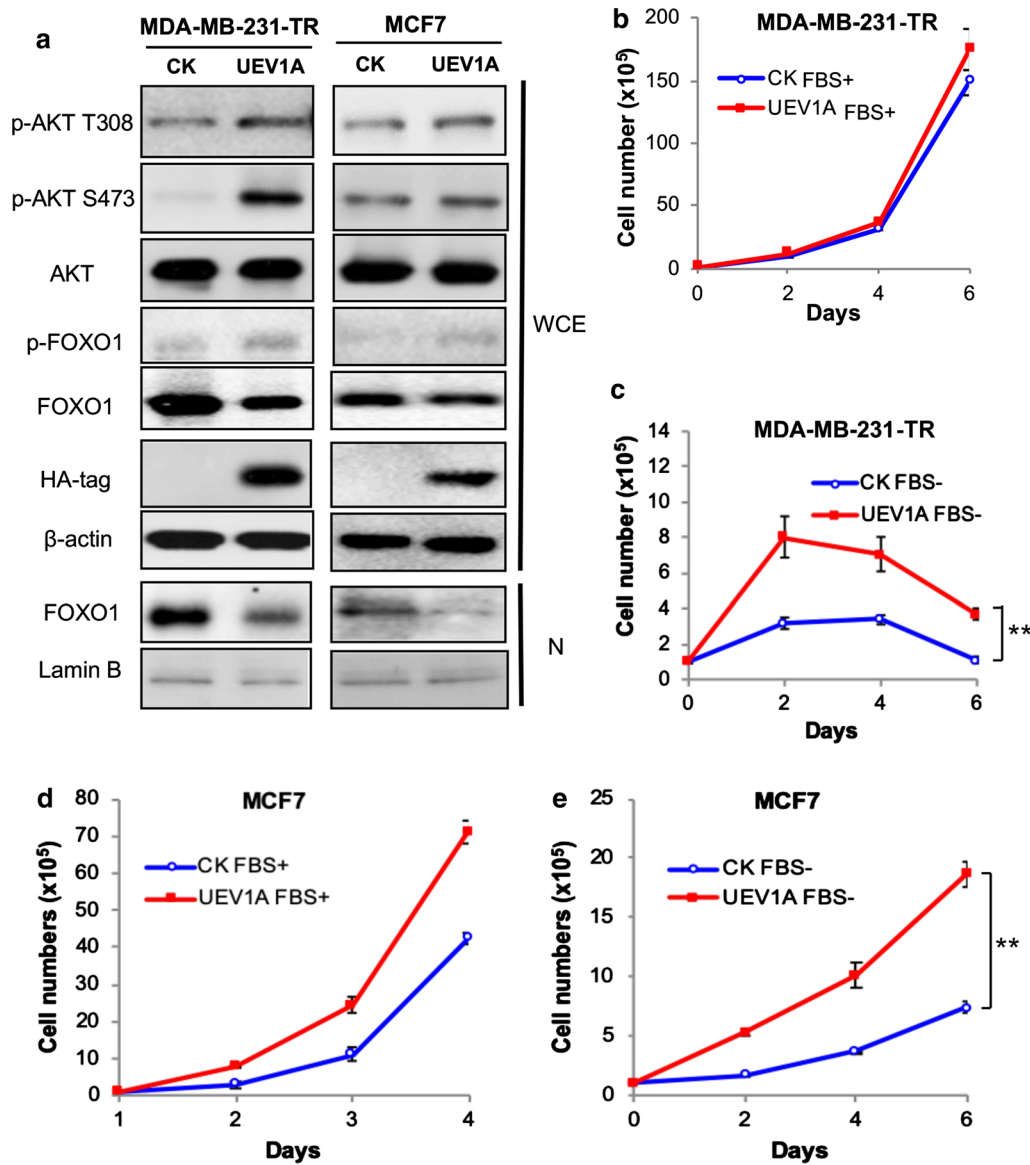 a
MDA-MB-231-TR
MCF7
CK
UEV1A
CK
UEV1A
p-AKT T308
p-AKT S473
AKT
p-FOXO1
FOXO1
HA-tag
β-actin
WCE
FOXO1
Lamin B
N
b
MDA-MB-231-TR
CK FBS+
UEV1A FBS+
Cell number (x10⁵)
200
150
100
50
0
0 2 4 6
Days
c
MDA-MB-231-TR
CK FBS-
UEV1A FBS-
Cell number (x10⁵)
14
12
10
8
6
4
2
0
**
0 2 4 6
Days
d
MCF7
CK FBS+
UEV1A FBS+
Cell numbers (x10⁵)
80
70
60
50
40
30
20
10
0
1 2 3 4
Days
e
MCF7
CK FBS-
UEV1A FBS-
Cell numbers (x10⁵)
25
20
15
10
5
0
**
0 2 4 6
Days